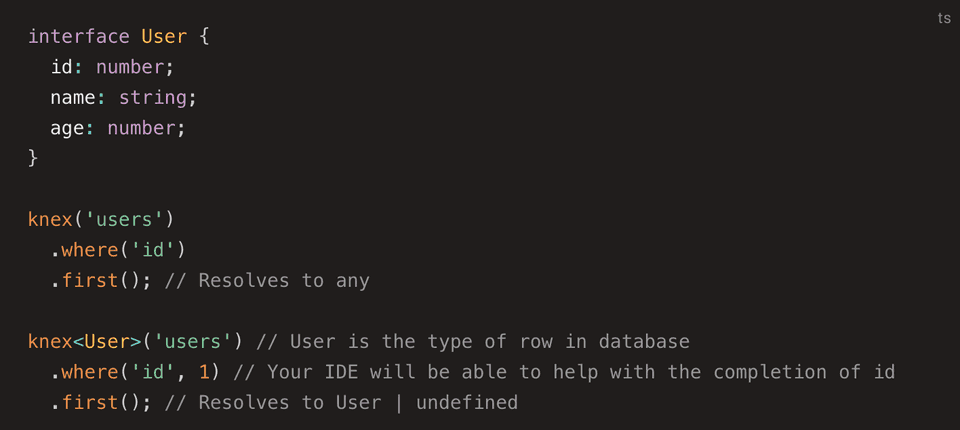 ts
interface User {
  id: number;
  name: string;
  age: number;
}

knex('users')
  .where('id')
  .first(); // Resolves to any

knex<User>('users') // User is the type of row in database
  .where('id', 1) // Your IDE will be able to help with the completion of id
  .first(); // Resolves to User | undefined